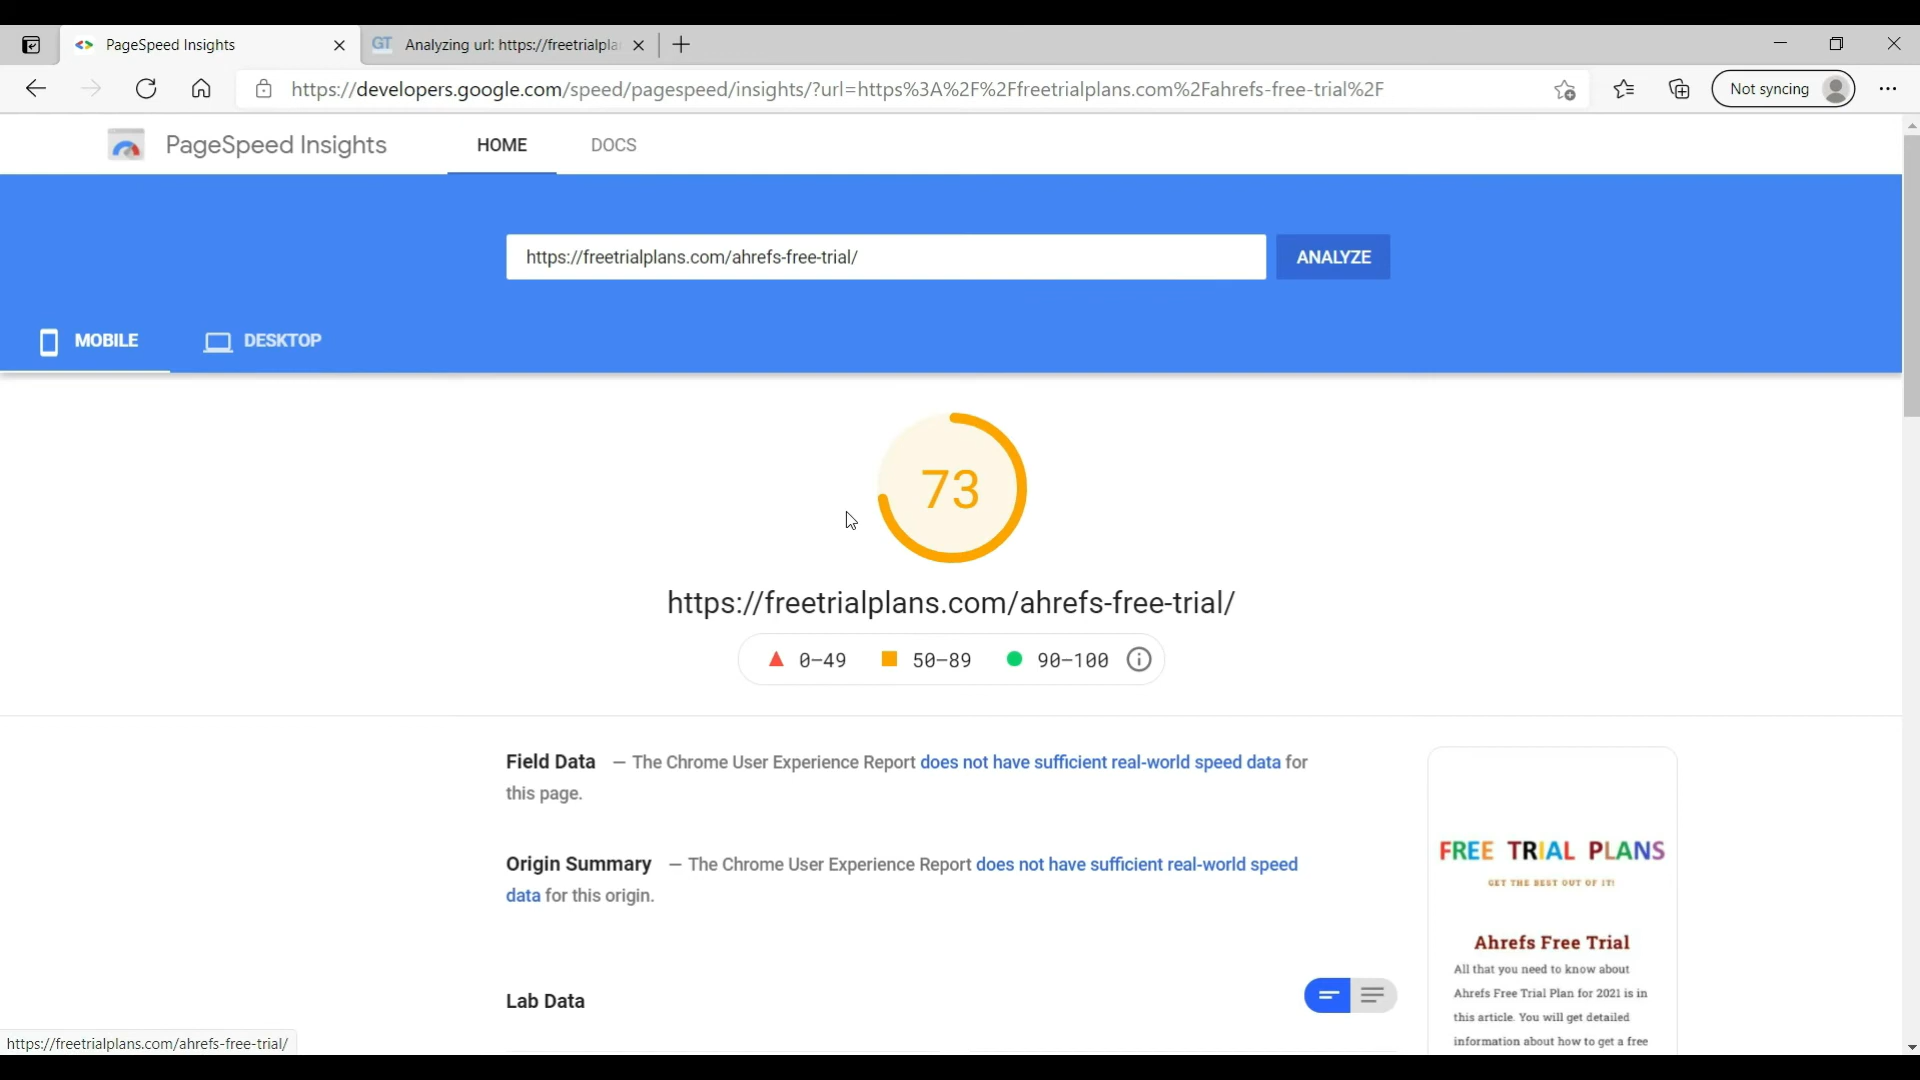 PageSpeed Insights
GT Analyzing url: https://freetrialpla
https://developers.google.com/speed/pagespeed/insights/?url=https%3A%2F%2Ffreetrialplans.com%2Fahrefs-free-trial%2F
Not syncing
PageSpeed Insights
HOME
DOCS
https://freetrialplans.com/ahrefs-free-trial/
ANALYZE
MOBILE
DESKTOP
73
https://freetrialplans.com/ahrefs-free-trial/
0–49 50–89 90–100
Field Data — The Chrome User Experience Report does not have sufficient real-world speed data for
this page.
Origin Summary — The Chrome User Experience Report does not have sufficient real-world speed
data for this origin.
Lab Data
FREE TRIAL PLANS
GET THE BEST OUT OF IT!
Ahrefs Free Trial
All that you need to know about
Ahrefs Free Trial Plan for 2021 is in
this article. You will get detailed
information about how to get a free
https://freetrialplans.com/ahrefs-free-trial/